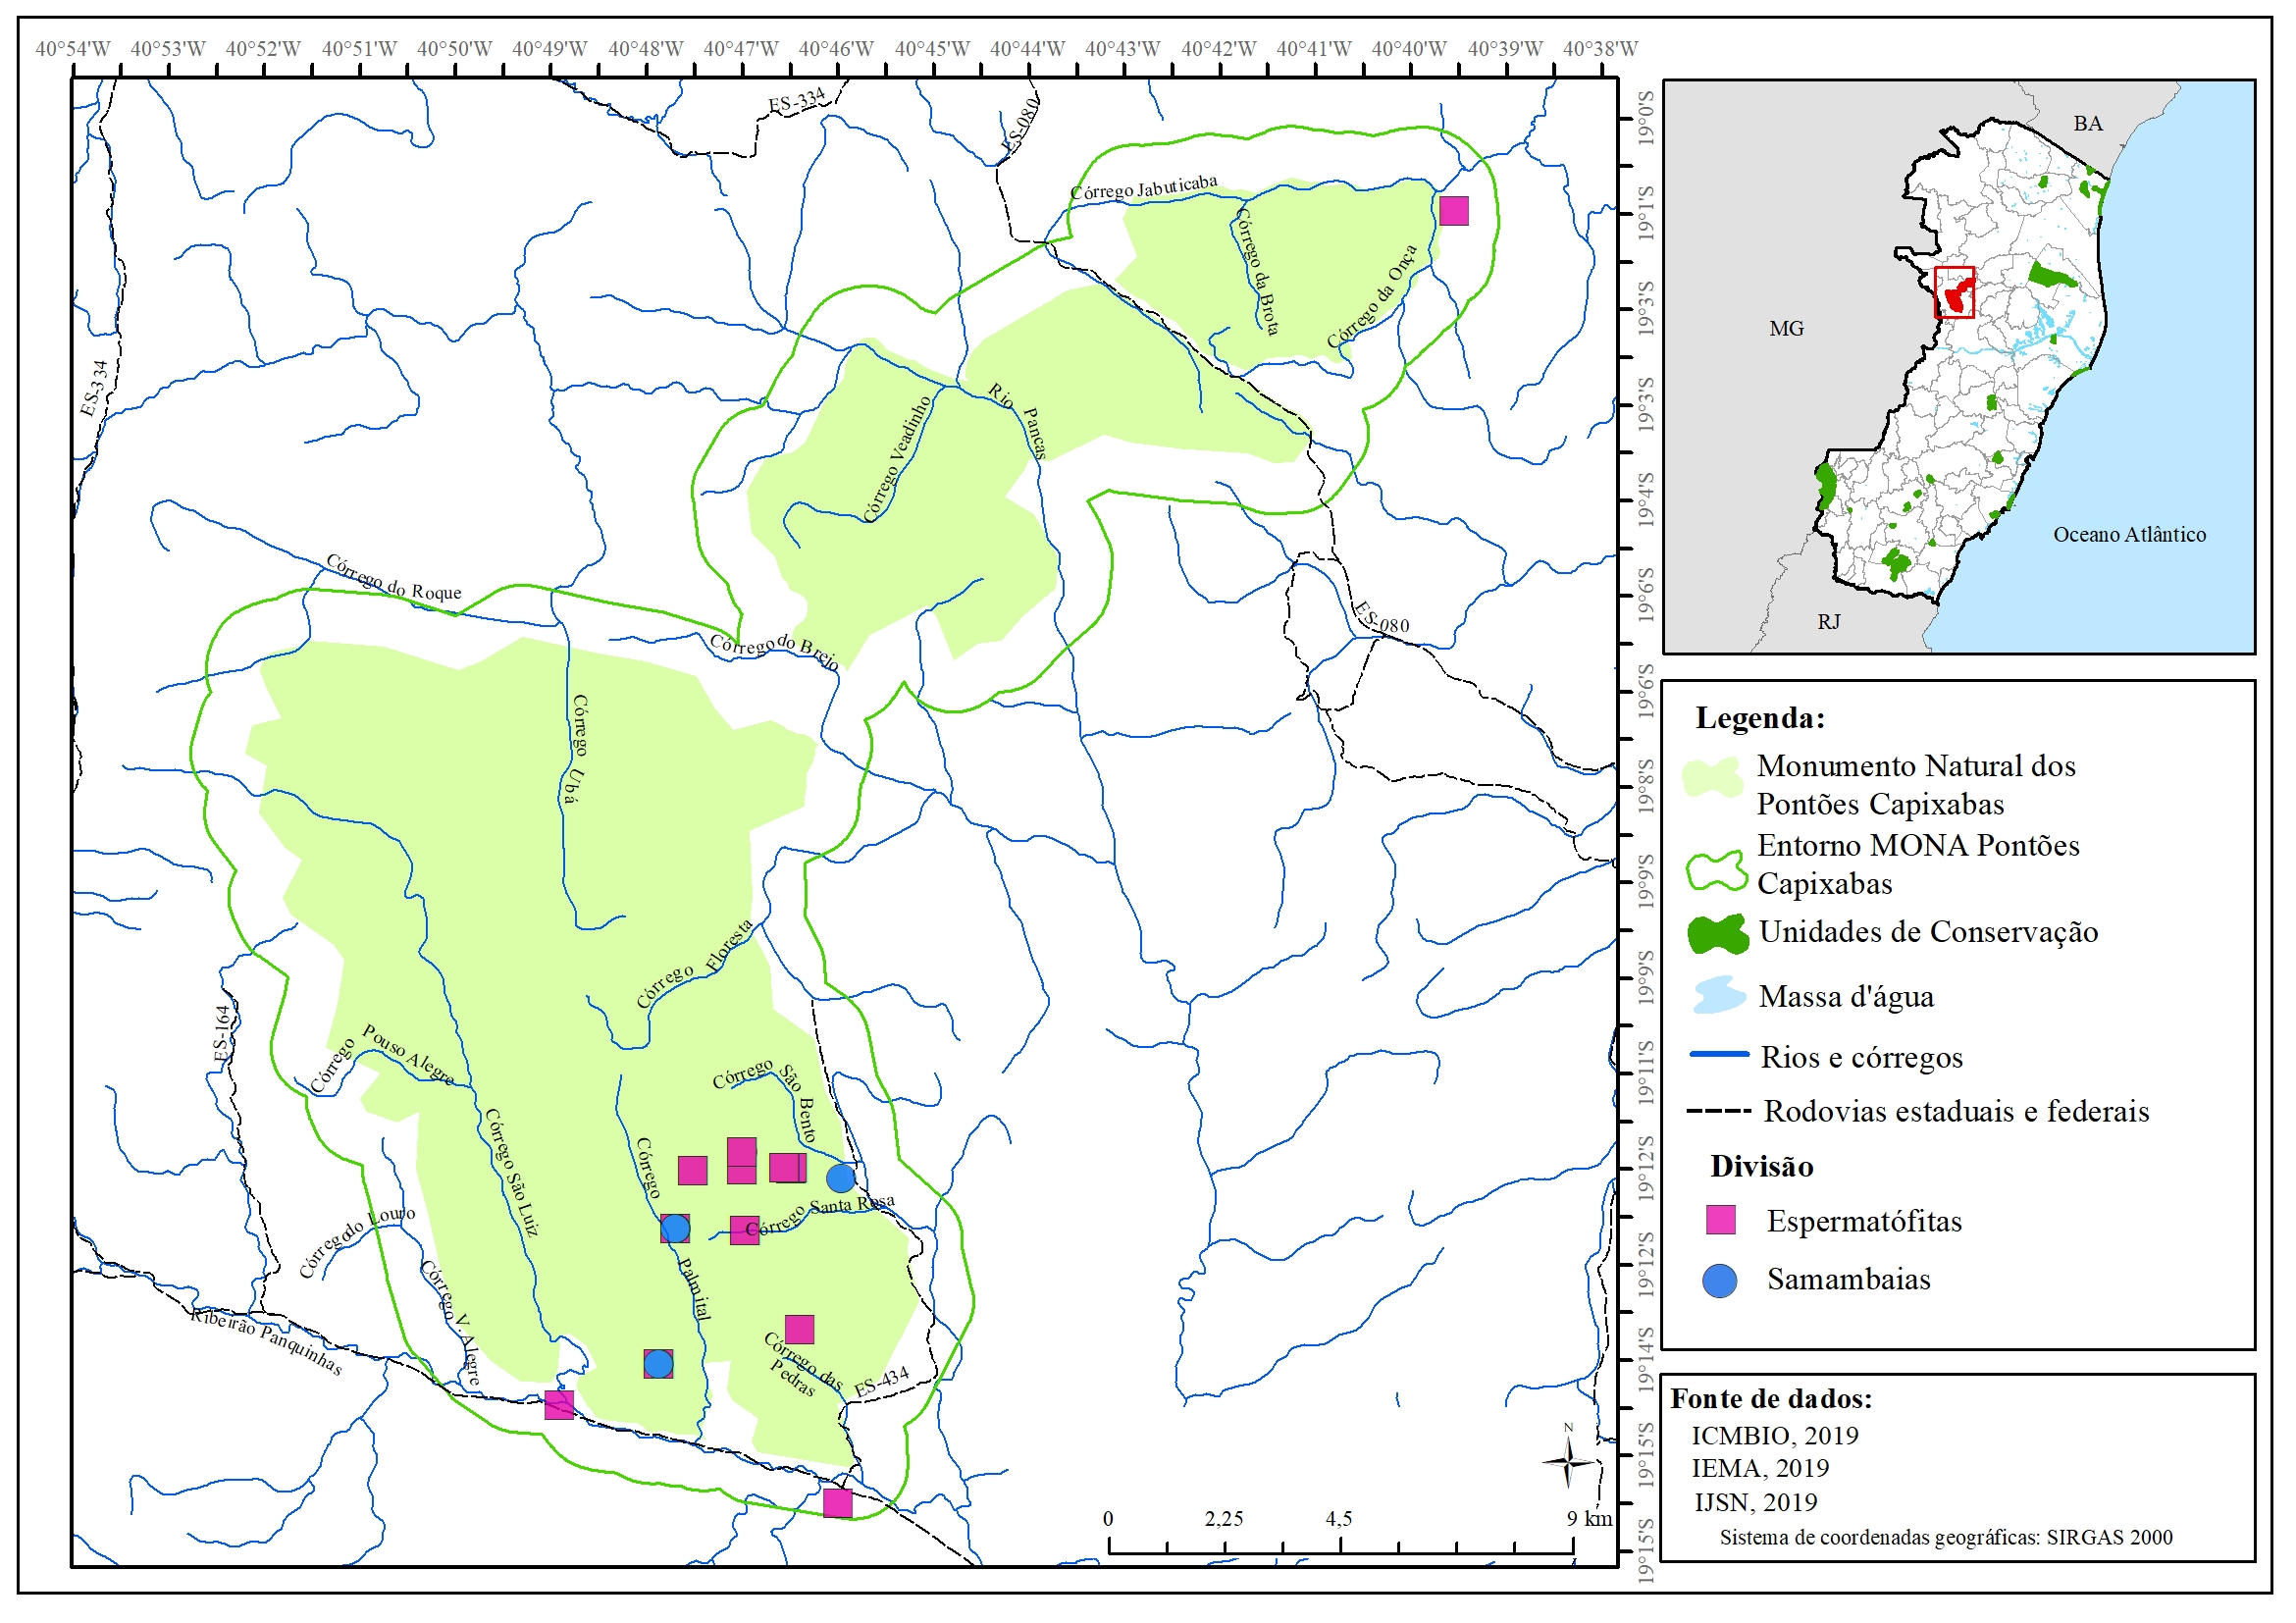 40°54'W 40°53'W 40°52'W 40°51'W 40°50'W 40°49'W 40°48'W 40°47'W 40°46'W 40°45'W 40°44'W 40°43'W 40°42'W 40°41'W 40°40'W 40°39'W 40°38'W
19°0'S
19°1'S
19°3'S
19°3'S
19°4'S
19°6'S
19°6'S
19°8'S
19°9'S
19°9'S
19°11'S
19°12'S
19°12'S
19°14'S
19°15'S
19°15'S
ES-334
ES-080
Córrego Jabuticaba
Córrego da Brota
Córrego da Onça
ES-334
Rio Pancas
Córrego Veadinho
Córrego do Roque
Córrego do Brejo
ES-080
Córrego Ubá
Córrego Floresta
ES-164
Córrego Pouso Alegre
Córrego São Bento
Córrego São Luiz
Córrego Palmital
Córrego Santa Rosa
Córrego do Louro
Córrego V. Alegre
Ribeirão Panquinhas
Córrego das
Pedras
ES-434
N
0 2,25 4,5 9 km
BA
MG
Oceano Atlântico
RJ
Legenda:
Monumento Natural dos
Pontões Capixabas
Entorno MONA Pontões
Capixabas
Unidades de Conservação
Massa d'água
Rios e córregos
Rodovias estaduais e federais
Divisão
Espermatófitas
Samambaias
Fonte de dados:
ICMBIO, 2019
IEMA, 2019
IJSN, 2019
Sistema de coordenadas geográficas: SIRGAS 2000